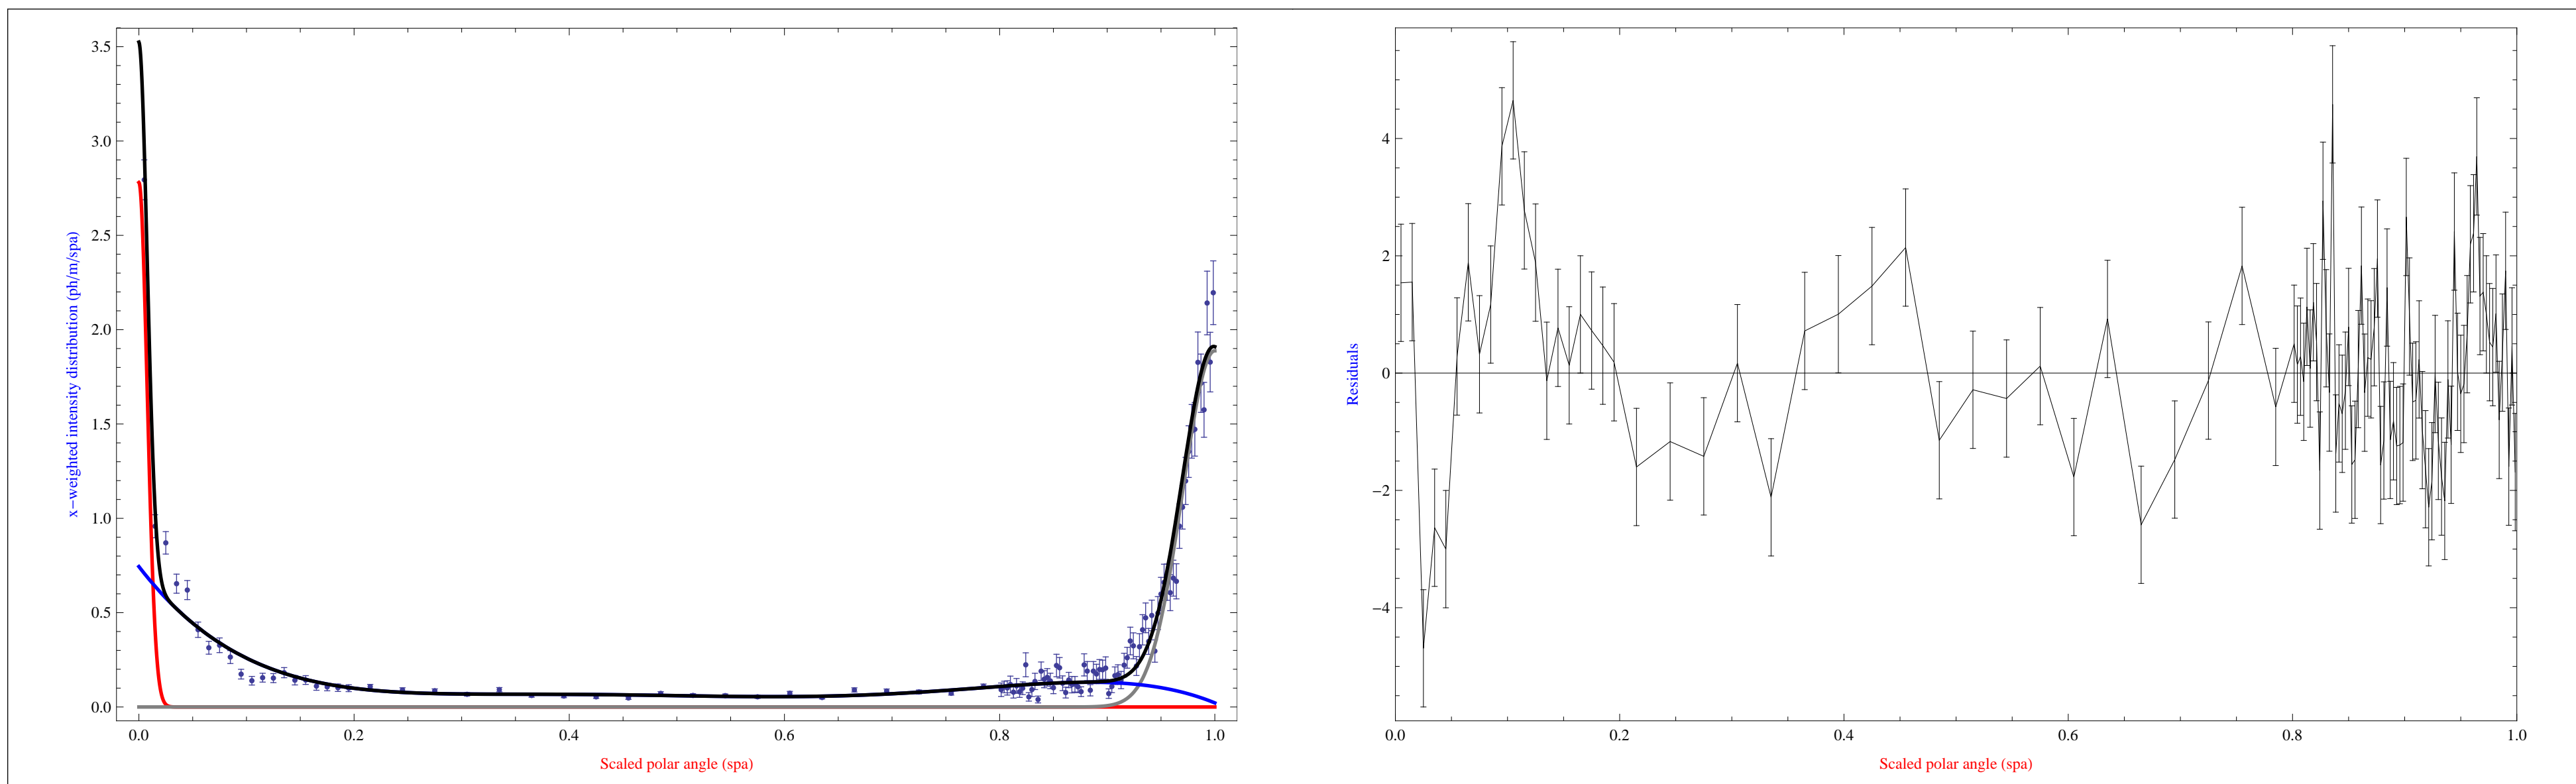 x-weighted intensity distribution (ph/m/spa)
3.5
3.0
2.5
2.0
1.5
1.0
0.5
0.0
0.0 0.2 0.4 0.6 0.8 1.0
Scaled polar angle (spa)
Residuals
4
2
0
-2
-4
0.0 0.2 0.4 0.6 0.8 1.0
Scaled polar angle (spa)